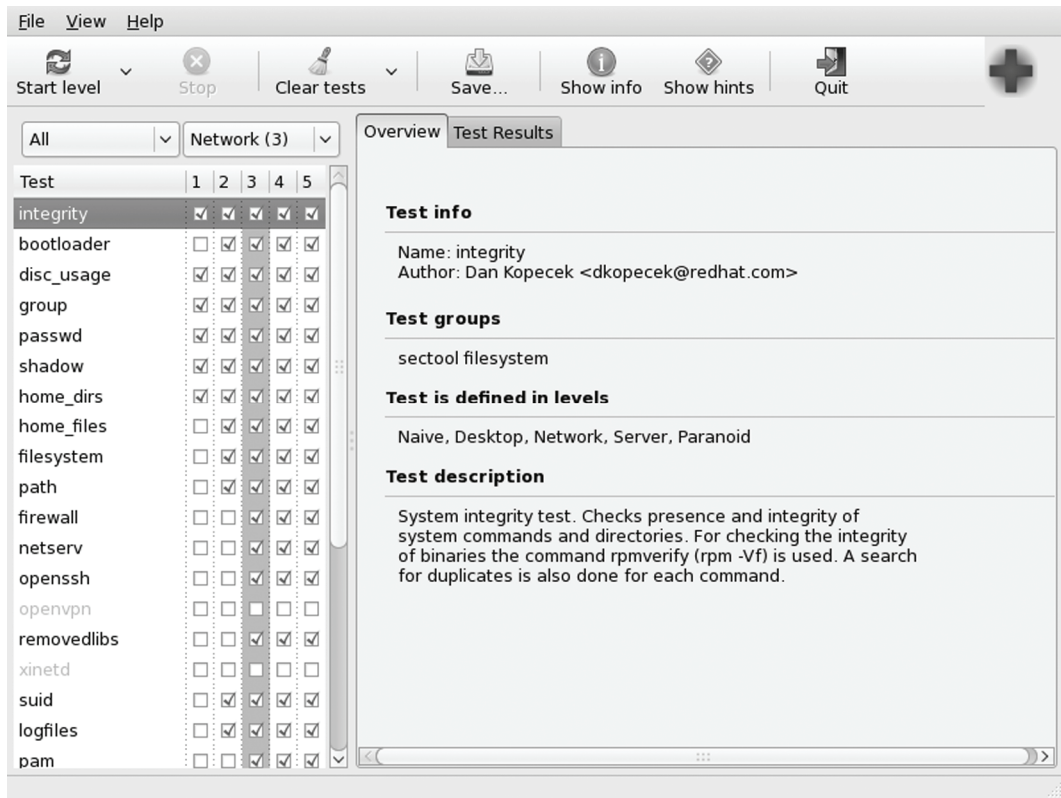 File View Help
Start level Stop Clear tests Save... Show info Show hints Quit
All Network (3)
Overview Test Results
Test 1 2 3 4 5
integrity
bootloader
disc_usage
group
passwd
shadow
home_dirs
home_files
filesystem
path
firewall
netserv
openssh
openvpn
removedlibs
xinetd
suid
logfiles
pam
Test info
Name: integrity
Author: Dan Kopecek <dkopecek@redhat.com>
Test groups
sectool filesystem
Test is defined in levels
Naive, Desktop, Network, Server, Paranoid
Test description
System integrity test. Checks presence and integrity of
system commands and directories. For checking the integrity
of binaries the command rpmverify (rpm -Vf) is used. A search
for duplicates is also done for each command.